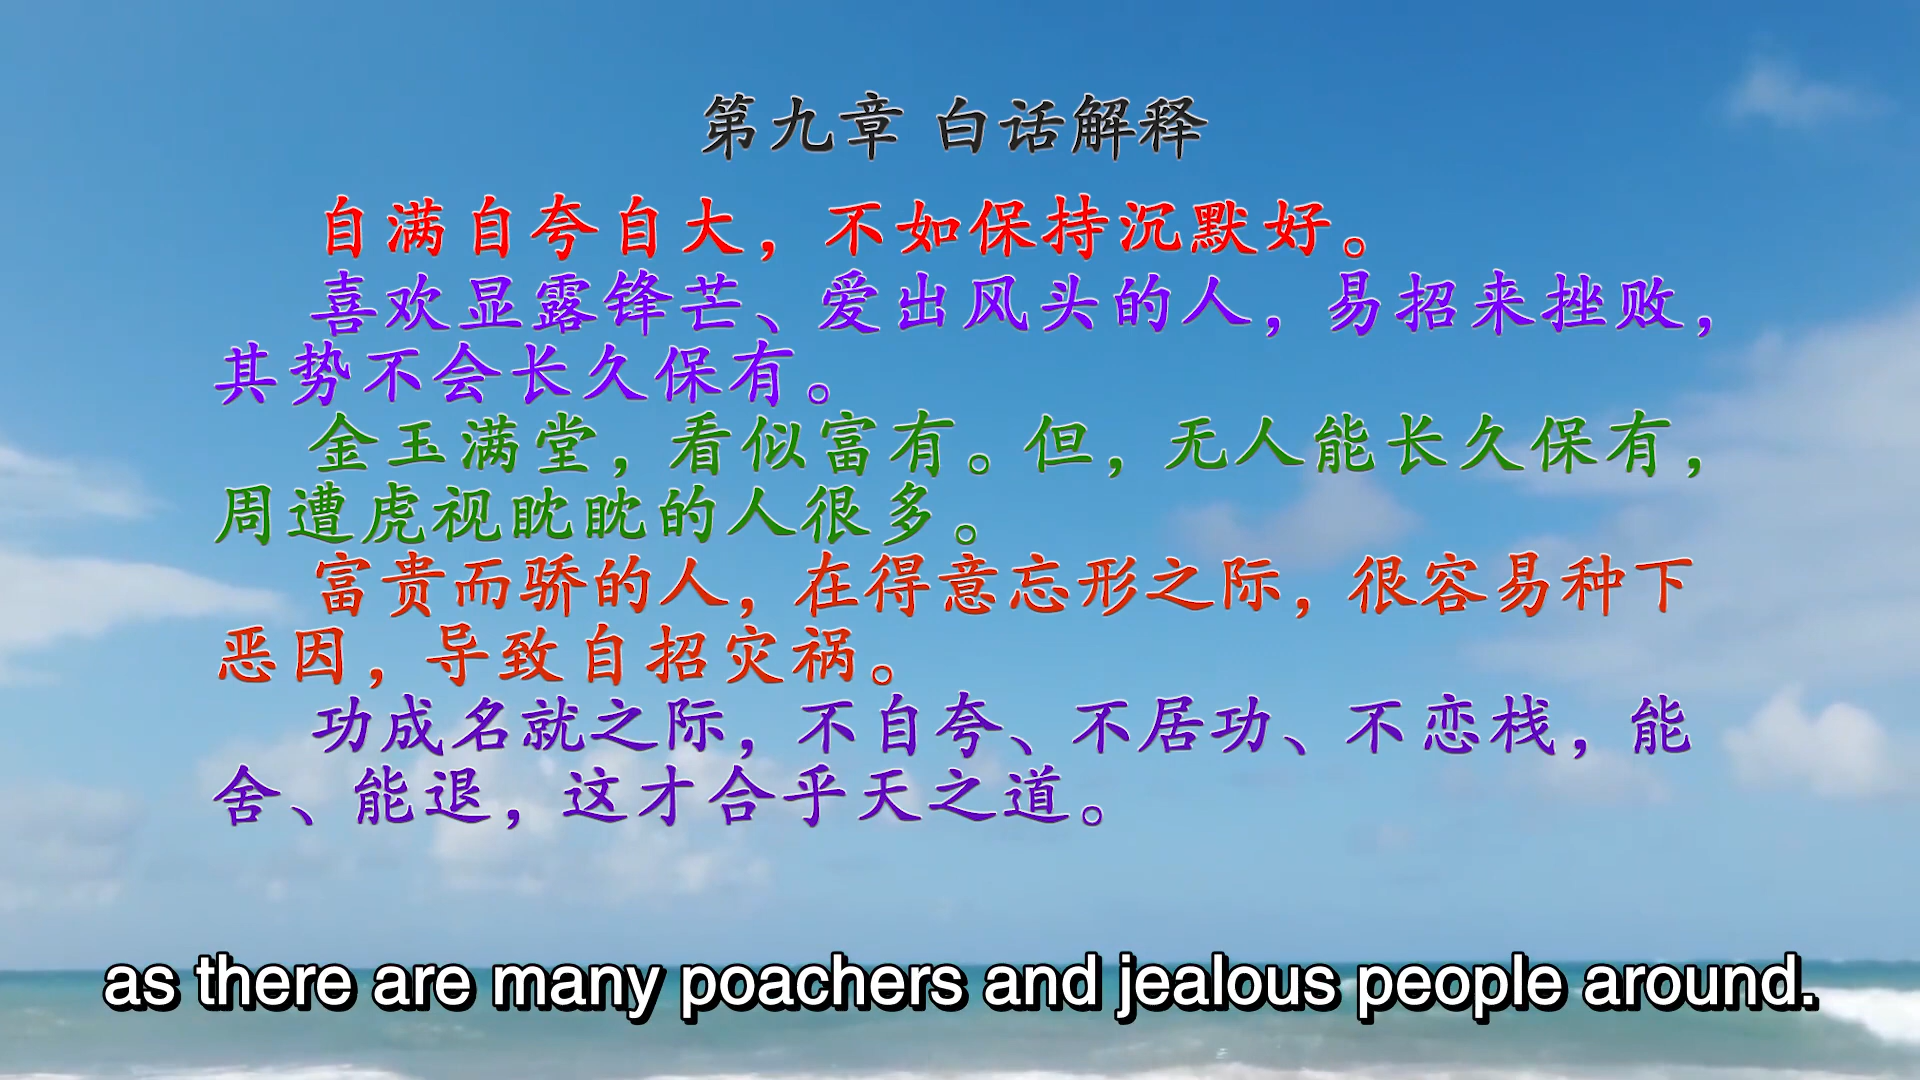 第九章 白话解释
自满自夸自大，不如保持沉默好。
喜欢显露锋芒、爱出风头的人，易招来挫败，
其势不会长久保有。
金玉满堂，看似富有。但，无人能长久保有，
周遭虎视眈眈的人很多。
富贵而骄的人，在得意忘形之际，很容易种下
恶因，导致自招灾祸。
功成名就之际，不自夸、不居功、不恋栈，能
舍、能退，这才合乎天之道。
as there are many poachers and jealous people around.